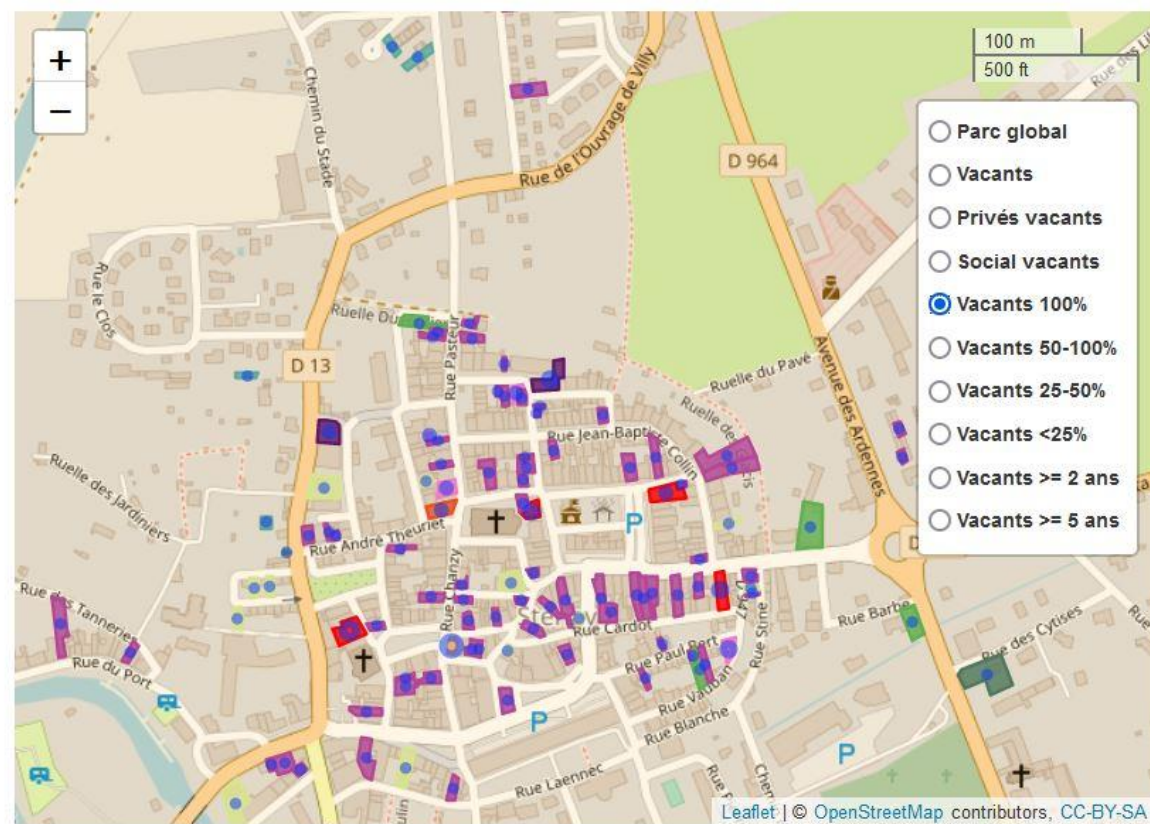 +
−
100 m
500 ft
Rue des
Parc global
Vacants
Privés vacants
Social vacants
Vacants 100%
Vacants 50-100%
Vacants 25-50%
Vacants <25%
Vacants >= 2 ans
Vacants >= 5 ans
Chemin du Stade
Rue de l'Ouvrage de Villy
D 964
Rue le Clos
Rue Pasteur
D 13
Ruelle du Pavé
Avenue des Ardennes
Rue Jean-Baptiste Collin
Ruelle des Jardiniers
Rue André Theuriet
P
Rue Chanzy
Rue des Tanneries
Rue Cardot
D 947
Rue Stine
Rue Barbe
Rue Paul Bert
Rue des Cytises
Rue du Port
Rue Vauban
Rue Blanche
P
P
Rue Laennec
Leaflet | © OpenStreetMap contributors, CC-BY-SA